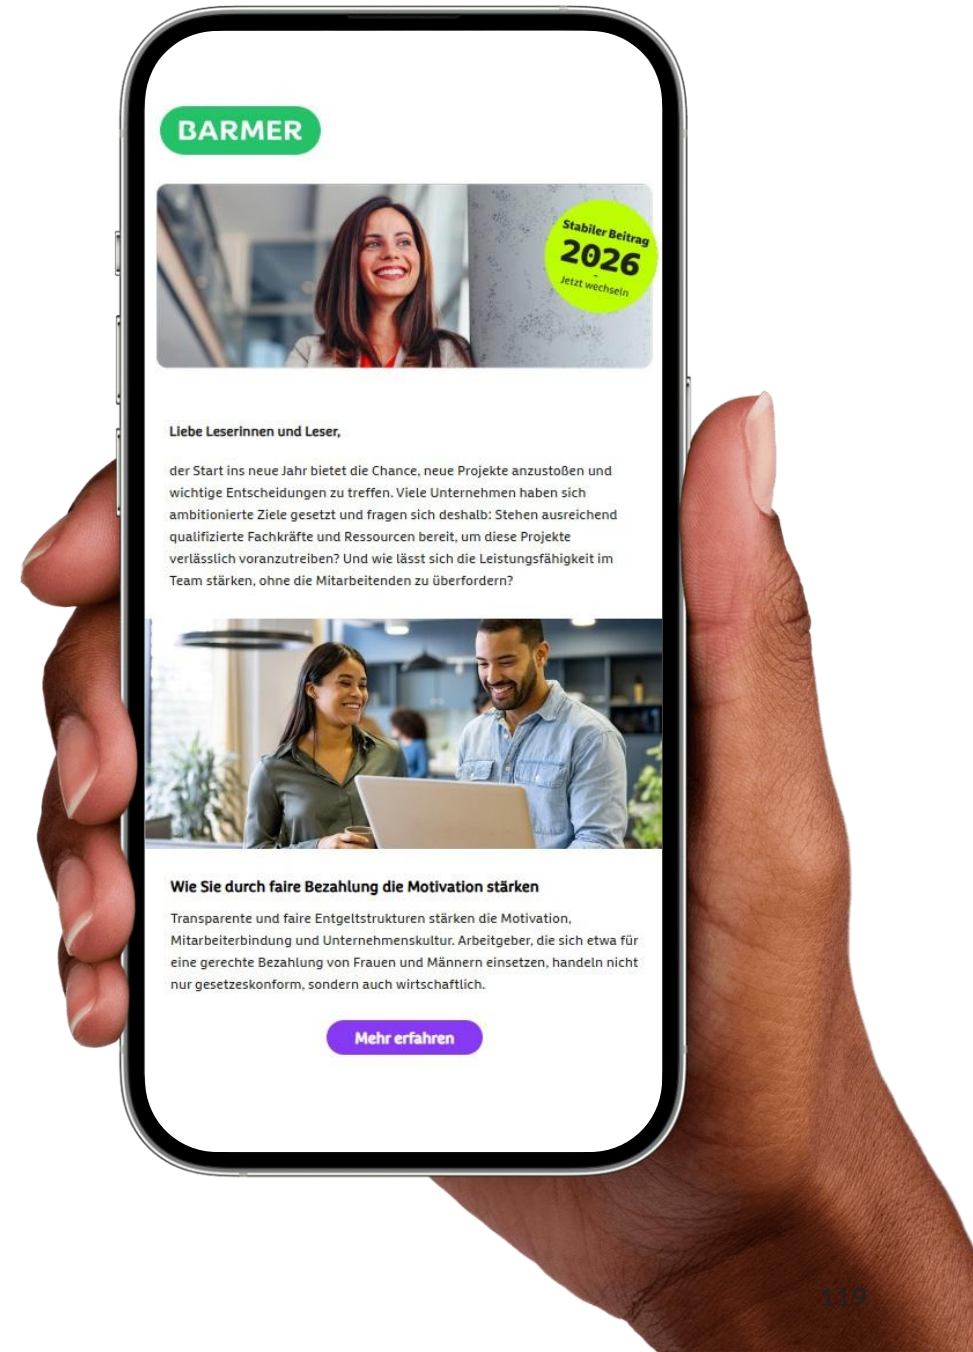 BARMER
Stabiler Beitrag
2026
-
Jetzt wechseln
Liebe Leserinnen und Leser,
der Start ins neue Jahr bietet die Chance, neue Projekte anzustoßen und
wichtige Entscheidungen zu treffen. Viele Unternehmen haben sich
ambitionierte Ziele gesetzt und fragen sich deshalb: Stehen ausreichend
qualifizierte Fachkräfte und Ressourcen bereit, um diese Projekte
verlässlich voranzutreiben? Und wie lässt sich die Leistungsfähigkeit im
Team stärken, ohne die Mitarbeitenden zu überfordern?
Wie Sie durch faire Bezahlung die Motivation stärken
Transparente und faire Entgeltstrukturen stärken die Motivation,
Mitarbeiterbindung und Unternehmenskultur. Arbeitgeber, die sich etwa für
eine gerechte Bezahlung von Frauen und Männern einsetzen, handeln nicht
nur gesetzeskonform, sondern auch wirtschaftlich.
Mehr erfahren
119